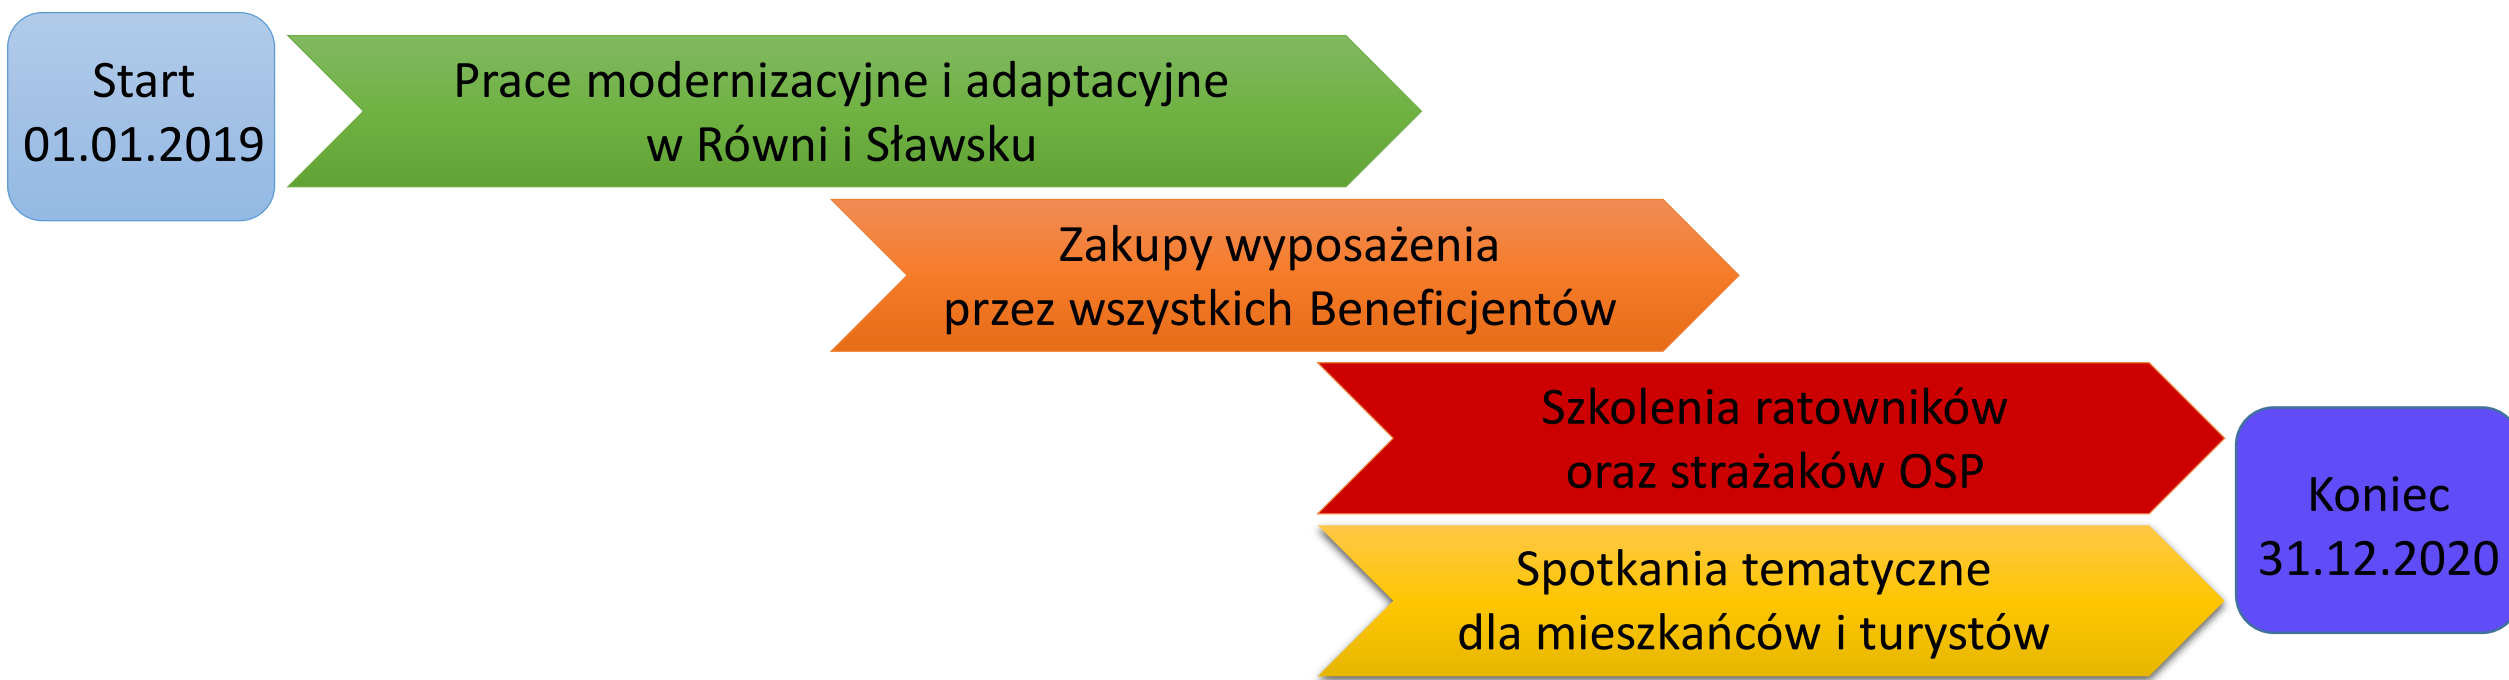 Start
01.01.2019
Prace modernizacyjne i adaptacyjne
w Równi i Sławsku
Zakupy wyposażenia
przez wszystkich Beneficjentów
Szkolenia ratowników
oraz strażaków OSP
Spotkania tematyczne
dla mieszkańców i turystów
Koniec
31.12.2020